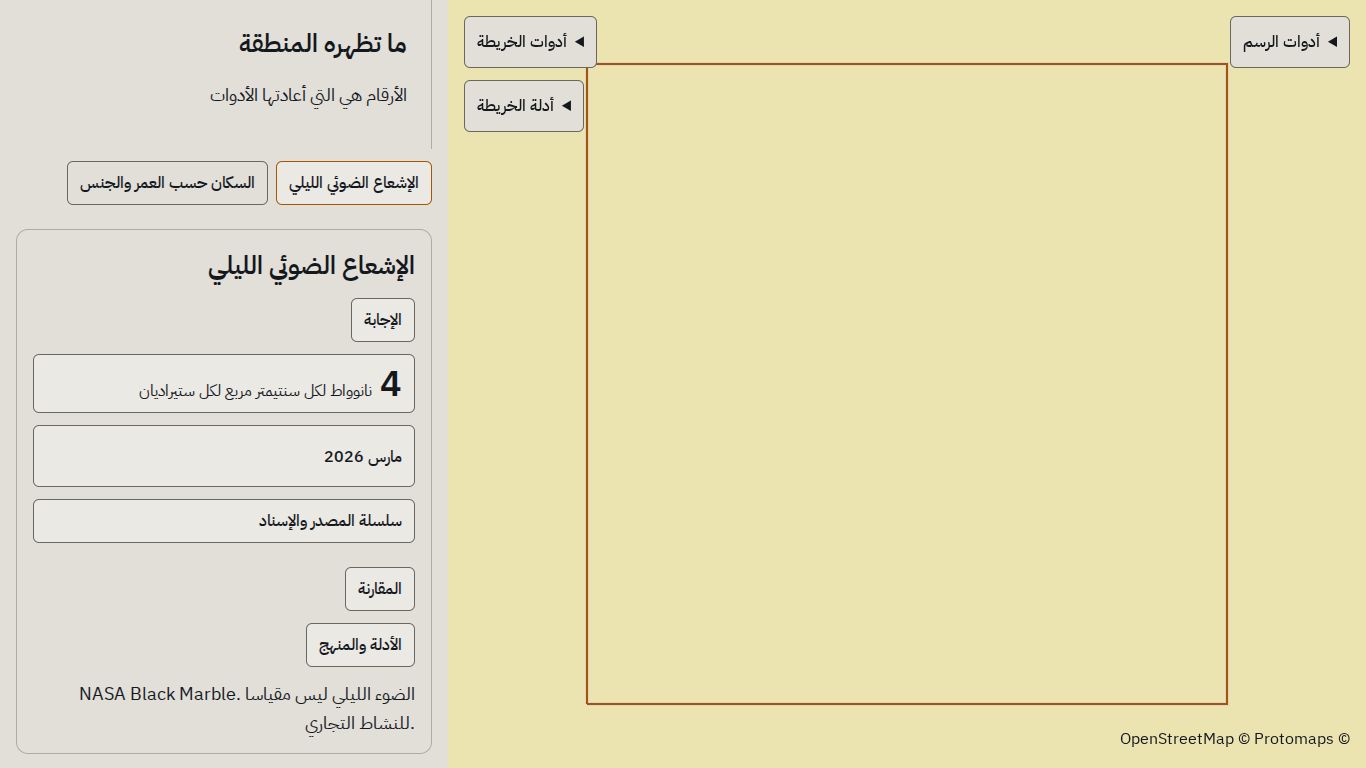 ما تظهره المنطقة
الأرقام هي التي أعادتها الأدوات
الإشعاع الضوئي الليلي
السكان حسب العمر والجنس
الإشعاع الضوئي الليلي
الإجابة
4 نانوواط لكل سنتيمتر مربع لكل ستيراديان
مارس 2026
سلسلة المصدر والإسناد
المقارنة
الأدلة والمنهج
الضوء الليلي ليس مقياسا .NASA Black Marble
.للنشاط التجاري
أدوات الرسم
أدوات الخريطة
أدلة الخريطة
OpenStreetMap © Protomaps ©